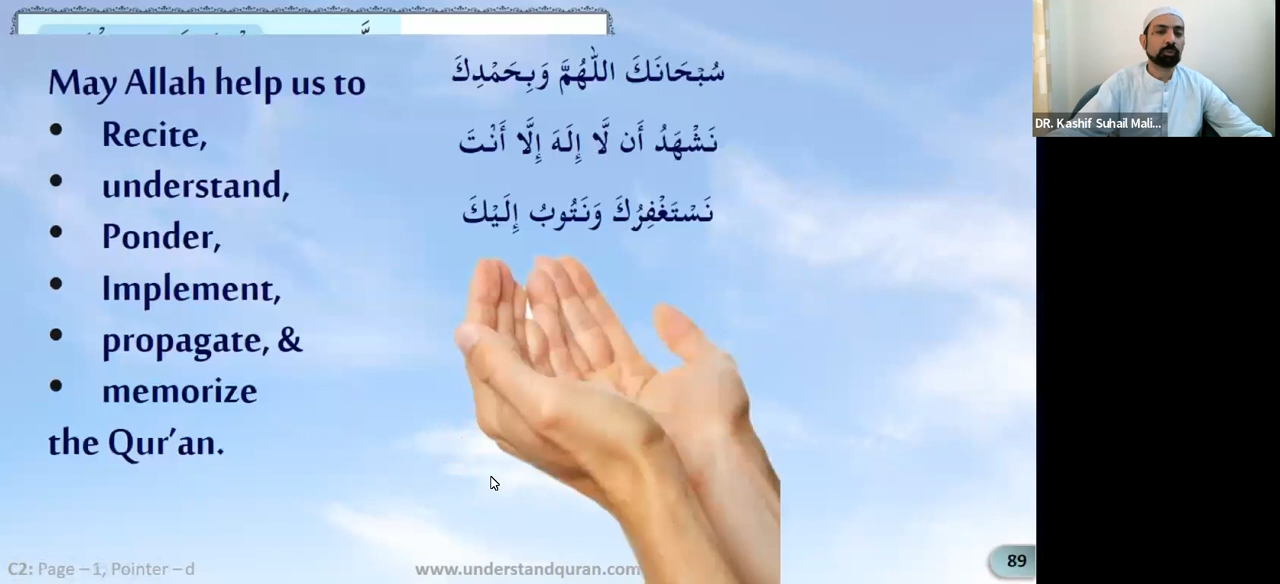 May Allah help us to
• Recite,
• understand,
• Ponder,
• Implement,
• propagate, &
• memorize
the Qur’an.
سُبْحَانَكَ اللّٰهُمَّ وَبِحَمْدِكَ
نَشْهَدُ أَن لَّا إِلَهَ إِلَّا أَنْتَ
نَسْتَغْفِرُكَ وَنَتُوبُ إِلَيْكَ
DR. Kashif Suhail Mali...
C2: Page – 1, Pointer – d
www.understandquran.com
89